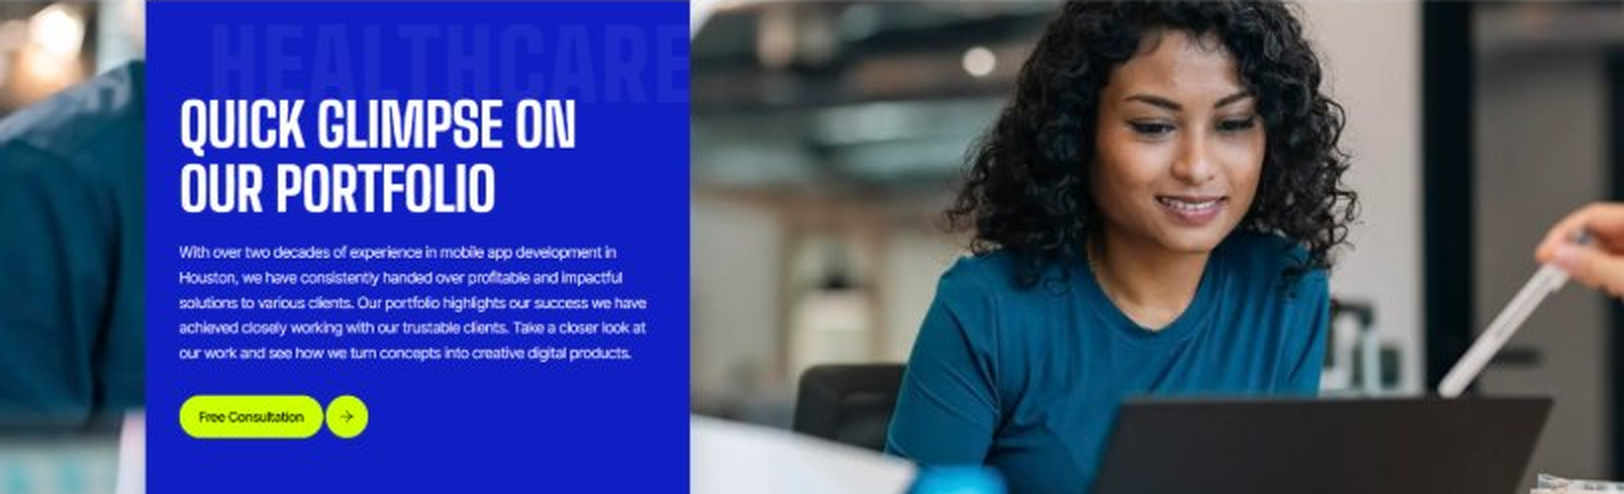 HEALTHCARE
QUICK GLIMPSE ON
OUR PORTFOLIO
With over two decades of experience in mobile app development in
Houston, we have consistently handed over profitable and impactful
solutions to various clients. Our portfolio highlights our success we have
achieved closely working with our trustable clients. Take a closer look at
our work and see how we turn concepts into creative digital products.
Free Consultation